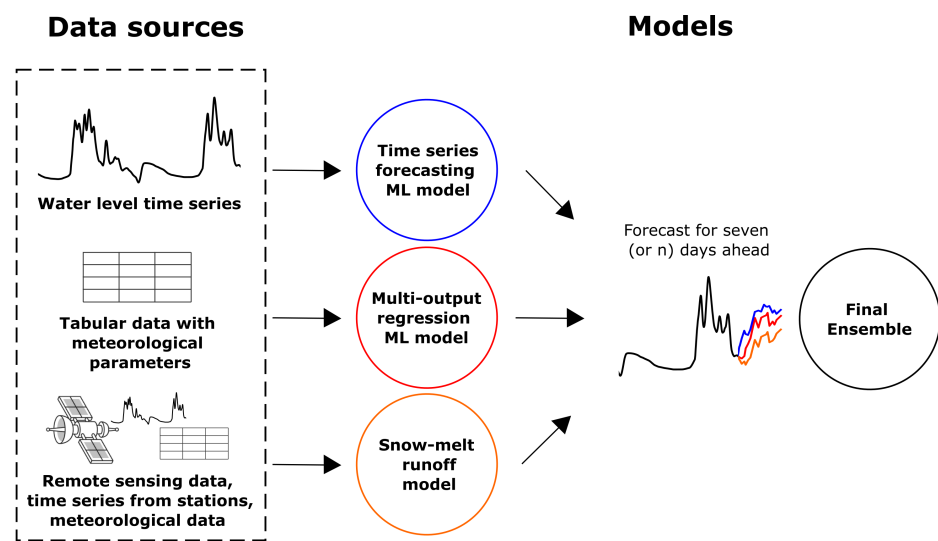 Data sources
Models
Water level time series
Tabular data with
meteorological
parameters
Remote sensing data,
time series from stations,
meteorological data
Time series
forecasting
ML model
Multi-output
regression
ML model
Snow-melt
runoff
model
Forecast for seven
(or n) days ahead
Final
Ensemble